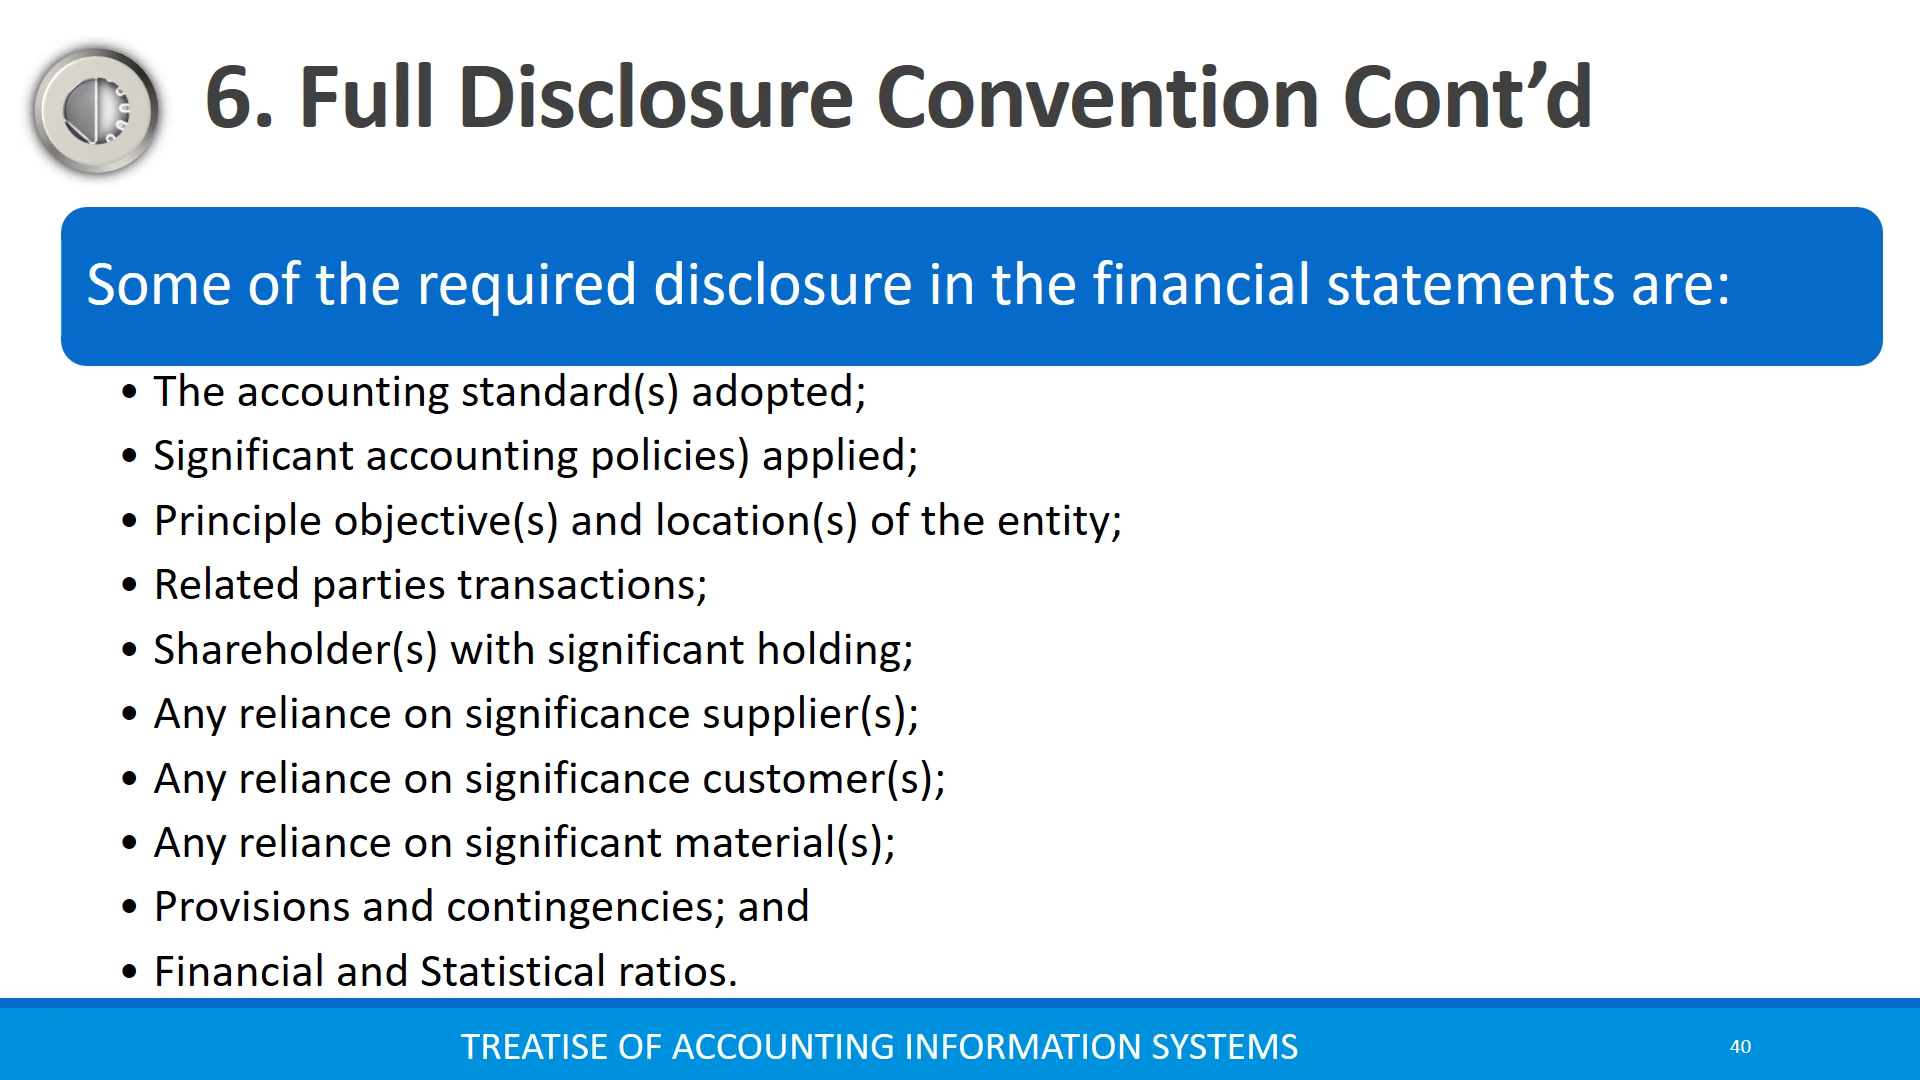 6. Full Disclosure Convention Cont’d
Some of the required disclosure in the financial statements are:
• The accounting standard(s) adopted;
• Significant accounting policies) applied;
• Principle objective(s) and location(s) of the entity;
• Related parties transactions;
• Shareholder(s) with significant holding;
• Any reliance on significance supplier(s);
• Any reliance on significance customer(s);
• Any reliance on significant material(s);
• Provisions and contingencies; and
• Financial and Statistical ratios.
TREATISE OF ACCOUNTING INFORMATION SYSTEMS
40